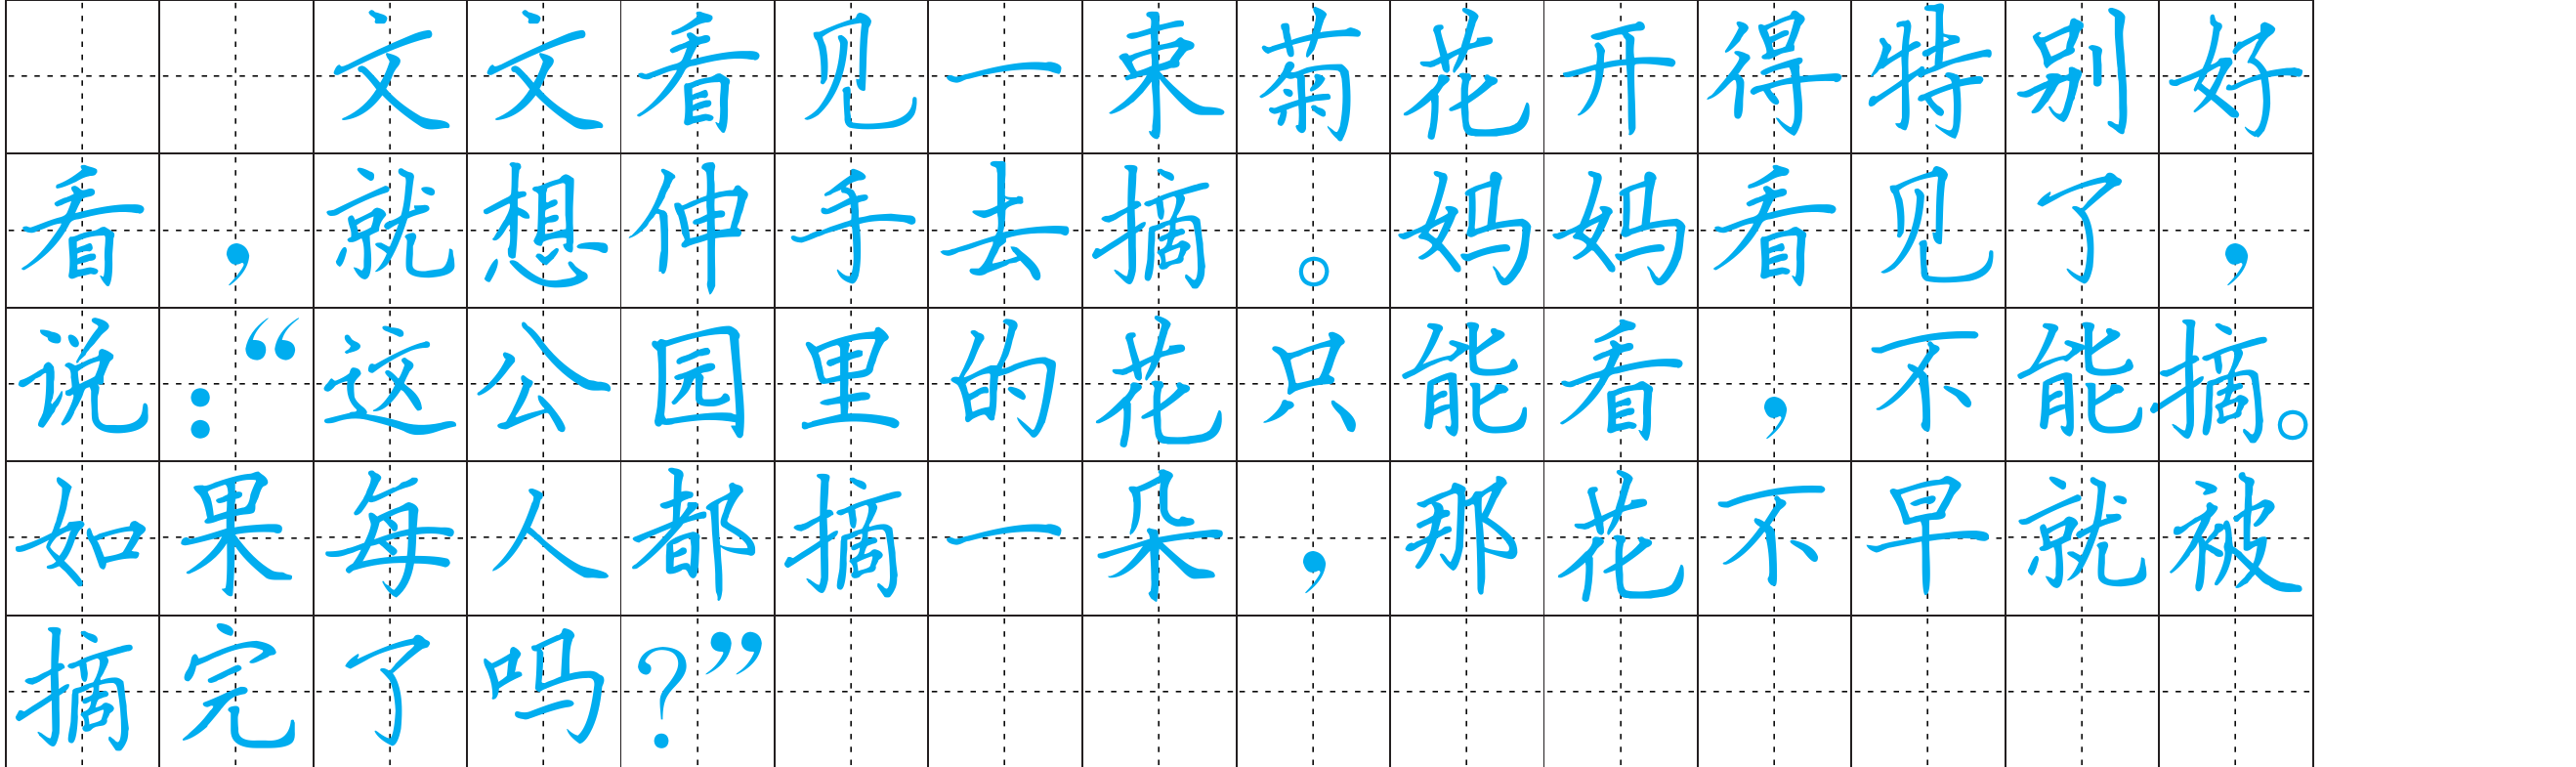 文文看见一束菊花开得特别好
看，就想伸手去摘。妈妈看见了，
说：“这公园里的花只能看，不能摘。
如果每人都摘一朵，那花不早就被
摘完了吗？”